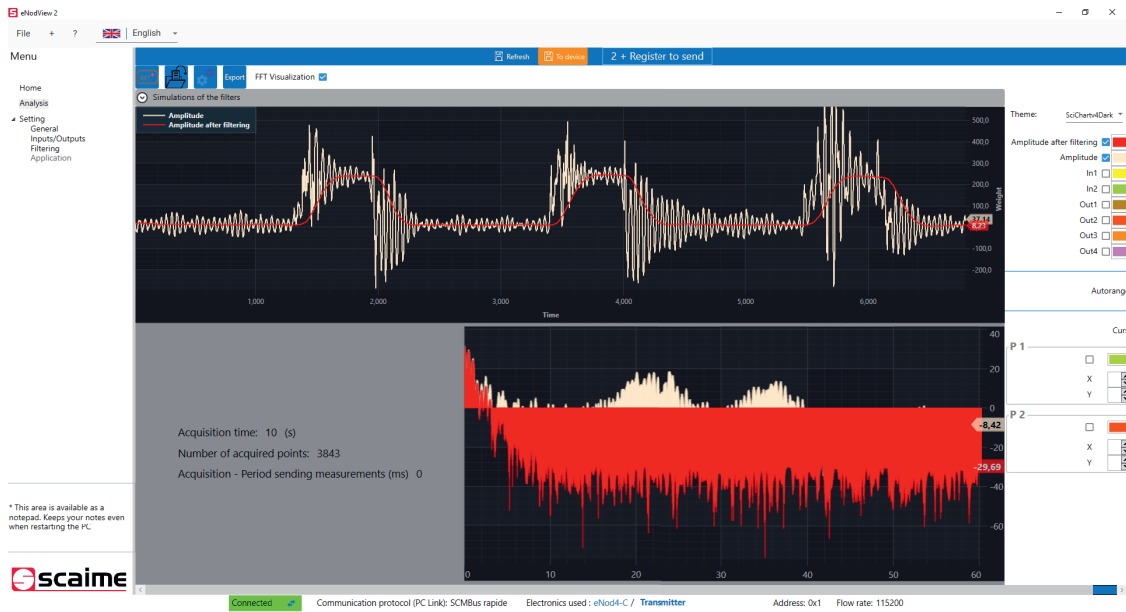 eNodView 2
File + ? English
Menu
Refresh To device 2 + Register to send
Export FFT Visualization
Home
Analysis
Setting
General
Inputs/Outputs
Filtering
Application
Simulations of the filters
Amplitude
Amplitude after filtering
500,0
400,0
300,0
200,0
100,0
-100,0
-200,0
Weight
8,23
1,000 2,000 3,000 4,000 5,000 6,000
Time
Theme: SciChartv4Dark
Amplitude after filtering
Amplitude
In1
In2
Out1
Out2
Out3
Out4
Autorang
Curs
P 1
X
Y
P 2
X
Y
40
20
0
-8,42
-20
-29,69
-40
-60
0 10 20 30 40 50 60
Acquisition time: 10 (s)
Number of acquired points: 3843
Acquisition - Period sending measurements (ms) 0
* This area is available as a
notepad. Keeps your notes even
when restarting the PC
scaime
Connected Communication protocol (PC Link): SCMBus rapide Electronics used : eNod4-C / Transmitter Address: 0x1 Flow rate: 115200